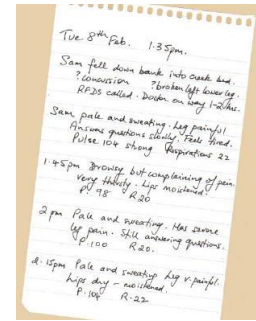 Tue 8th Feb. 1.35pm.
Sam fell down bank into creek bed.
? concussion ? broken left lower leg.
RFDS called. Doctor on way 1-2 hrs.
Sam pale and sweating. Leg painful
Answers questions slowly. Feels tired.
Pulse 104 strong Respirations 22
1.45pm Drowsy but complaining of pain.
Very thirsty. Lips moistened.
P. 98 R 20
2pm Pale and sweating. Has severe
leg pain. Still answering questions.
P. 100 R 20.
2.15pm Pale and sweaty. Leg v. painful.
Lips dry - moistened.
P. 104 R. 22